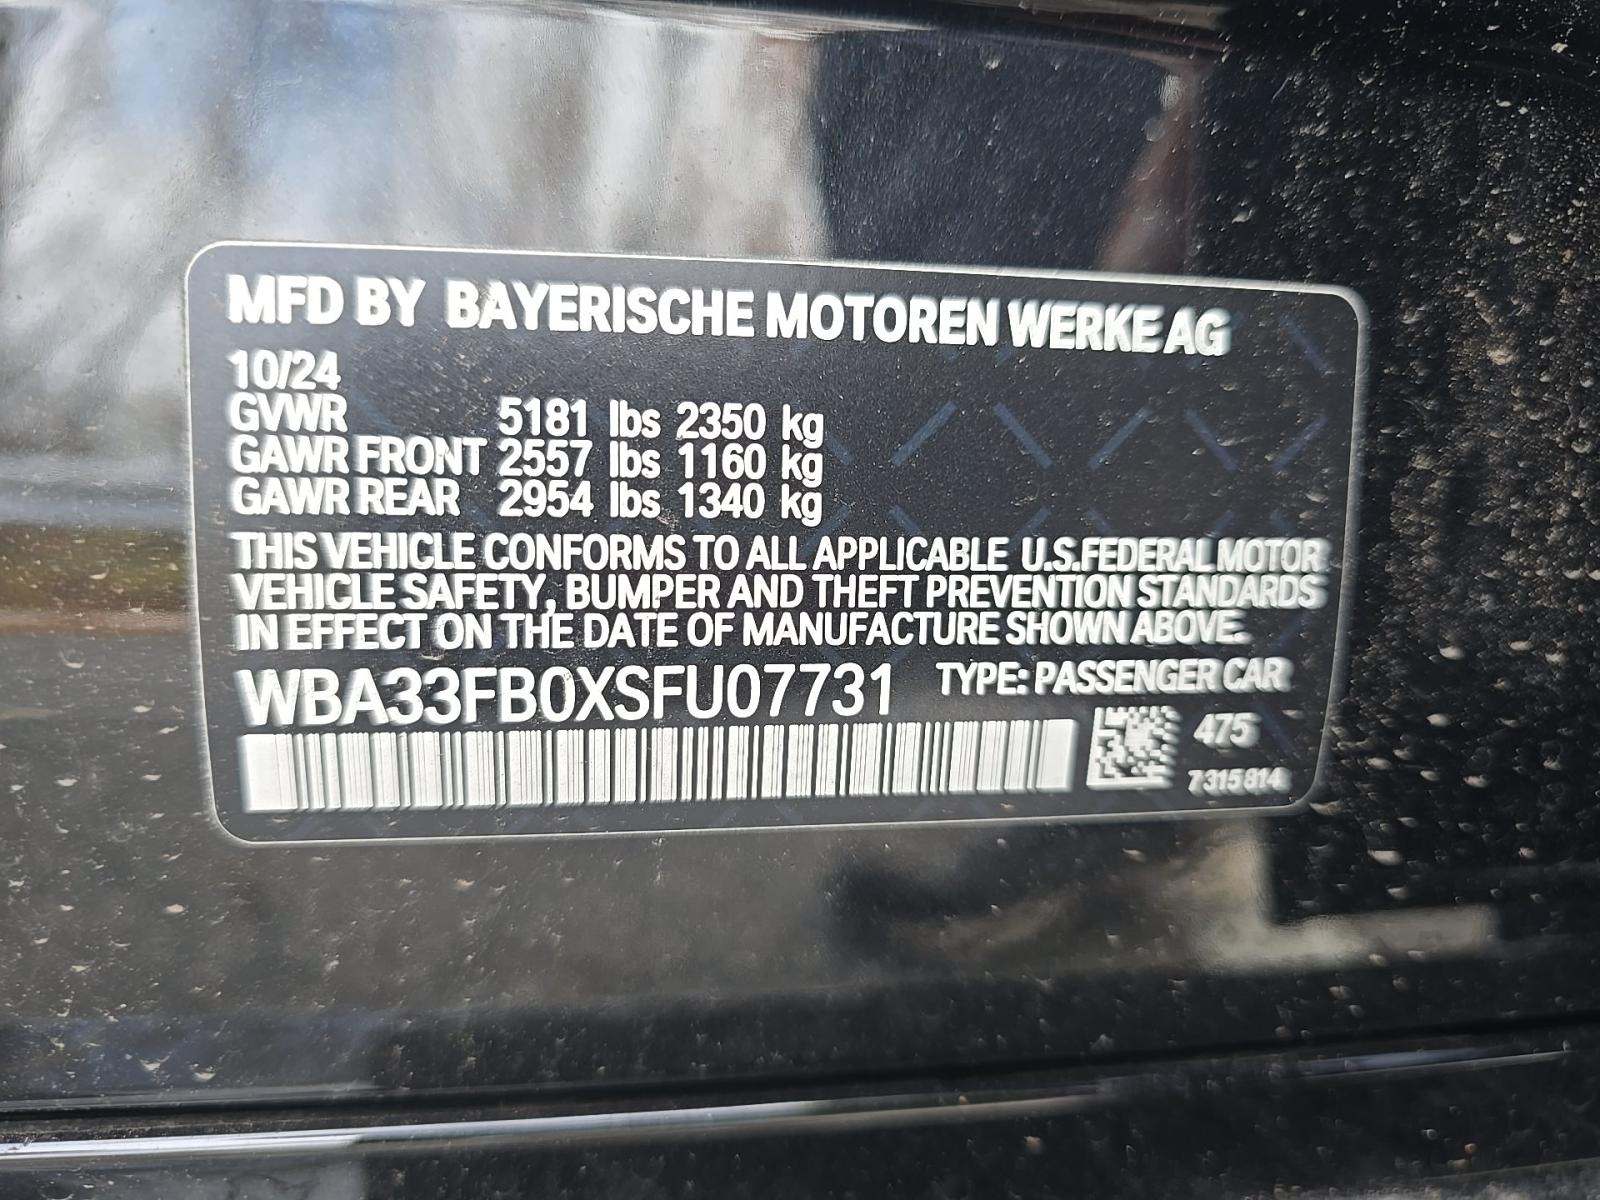 MFD BY BAYERISCHE MOTOREN WERKE AG
10/24
GVWR 5181 lbs 2350 kg
GAWR FRONT 2557 lbs 1160 kg
GAWR REAR 2954 lbs 1340 kg
THIS VEHICLE CONFORMS TO ALL APPLICABLE U.S.FEDERAL MOTOR
VEHICLE SAFETY, BUMPER AND THEFT PREVENTION STANDARDS
IN EFFECT ON THE DATE OF MANUFACTURE SHOWN ABOVE.
WBA33FB0XSFU07731 TYPE: PASSENGER CAR
475
7315814